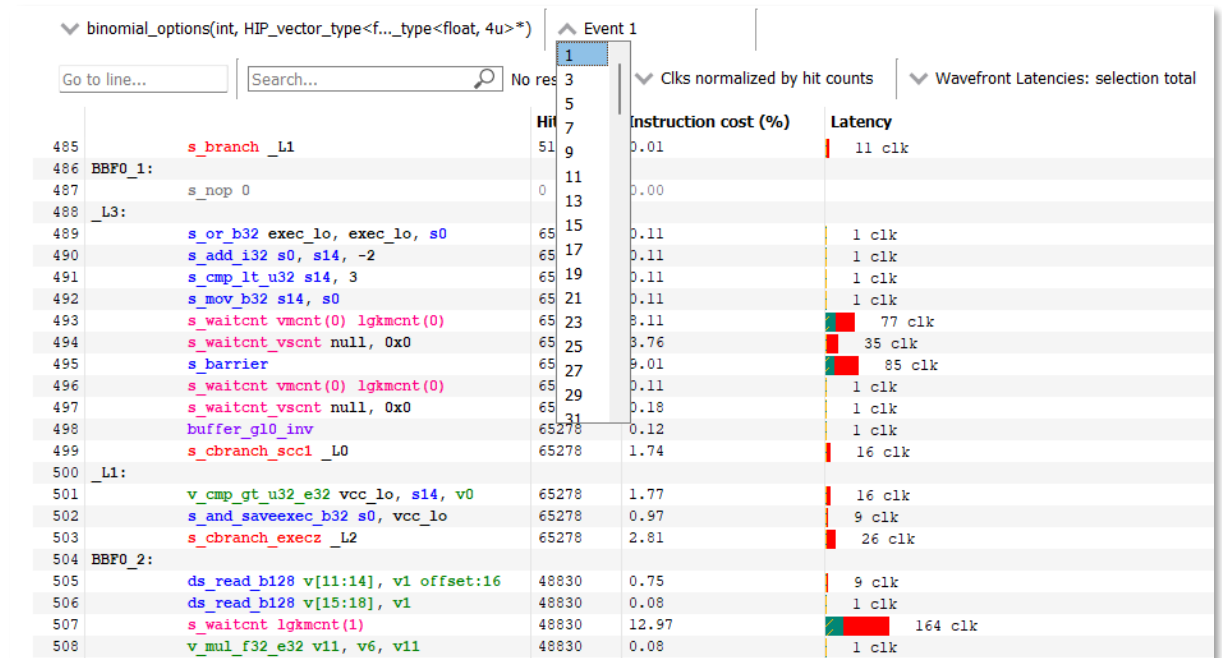 binomial_options(int, HIP_vector_type<f..._type<float, 4u>*) Event 1
Go to line... Search... No res Clks normalized by hit counts Wavefront Latencies: selection total
1
3
5
7
9
11
13
15
17
19
21
23
25
27
29
31
Hit Instruction cost (%) Latency
485 s_branch _L1 51 0.01 11 clk
486 BBF0_1:
487 s_nop 0 0 0.00
488 _L3:
489 s_or_b32 exec_lo, exec_lo, s0 65 0.11 1 clk
490 s_add_i32 s0, s14, -2 65 0.11 1 clk
491 s_cmp_lt_u32 s14, 3 65 0.11 1 clk
492 s_mov_b32 s14, s0 65 0.11 1 clk
493 s_waitcnt vmcnt(0) lgkmcnt(0) 65 8.11 77 clk
494 s_waitcnt_vscnt null, 0x0 65 3.76 35 clk
495 s_barrier 65 9.01 85 clk
496 s_waitcnt vmcnt(0) lgkmcnt(0) 65 0.11 1 clk
497 s_waitcnt_vscnt null, 0x0 65 0.18 1 clk
498 buffer_gl0_inv 65278 0.12 1 clk
499 s_cbranch_scc1 _L0 65278 1.74 16 clk
500 _L1:
501 v_cmp_gt_u32_e32 vcc_lo, s14, v0 65278 1.77 16 clk
502 s_and_saveexec_b32 s0, vcc_lo 65278 0.97 9 clk
503 s_cbranch_execz _L2 65278 2.81 26 clk
504 BBF0_2:
505 ds_read_b128 v[11:14], v1 offset:16 48830 0.75 9 clk
506 ds_read_b128 v[15:18], v1 48830 0.08 1 clk
507 s_waitcnt lgkmcnt(1) 48830 12.97 164 clk
508 v_mul_f32_e32 v11, v6, v11 48830 0.08 1 clk